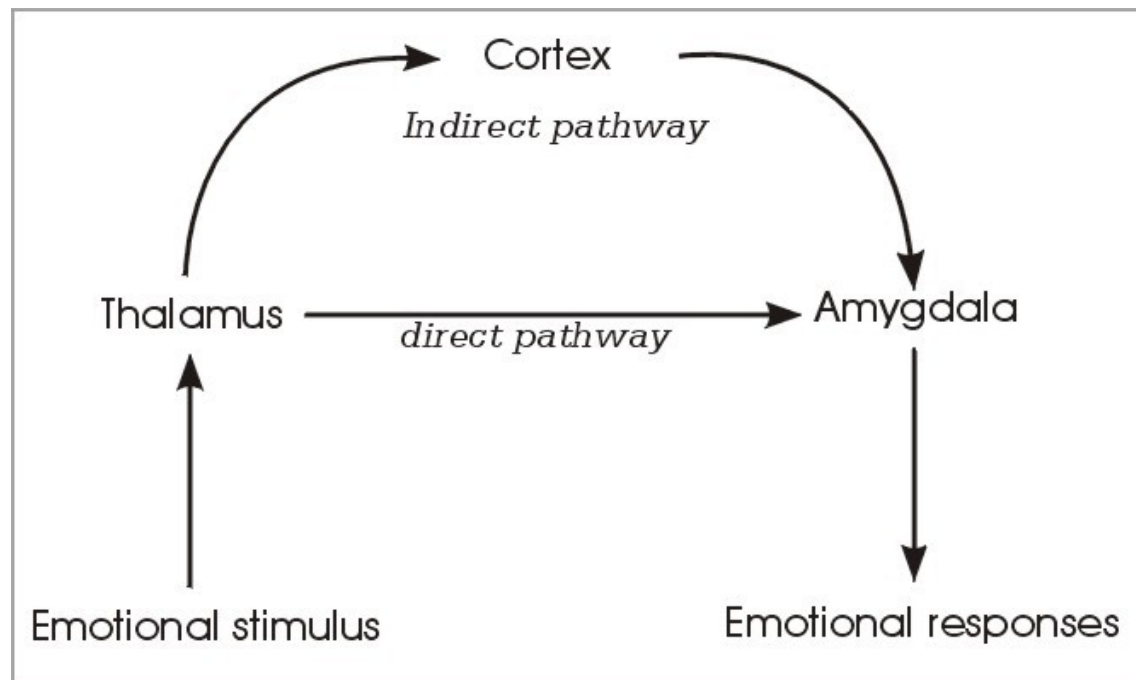 Cortex
Indirect pathway
Thalamus
Amygdala
direct pathway
Emotional stimulus
Emotional responses